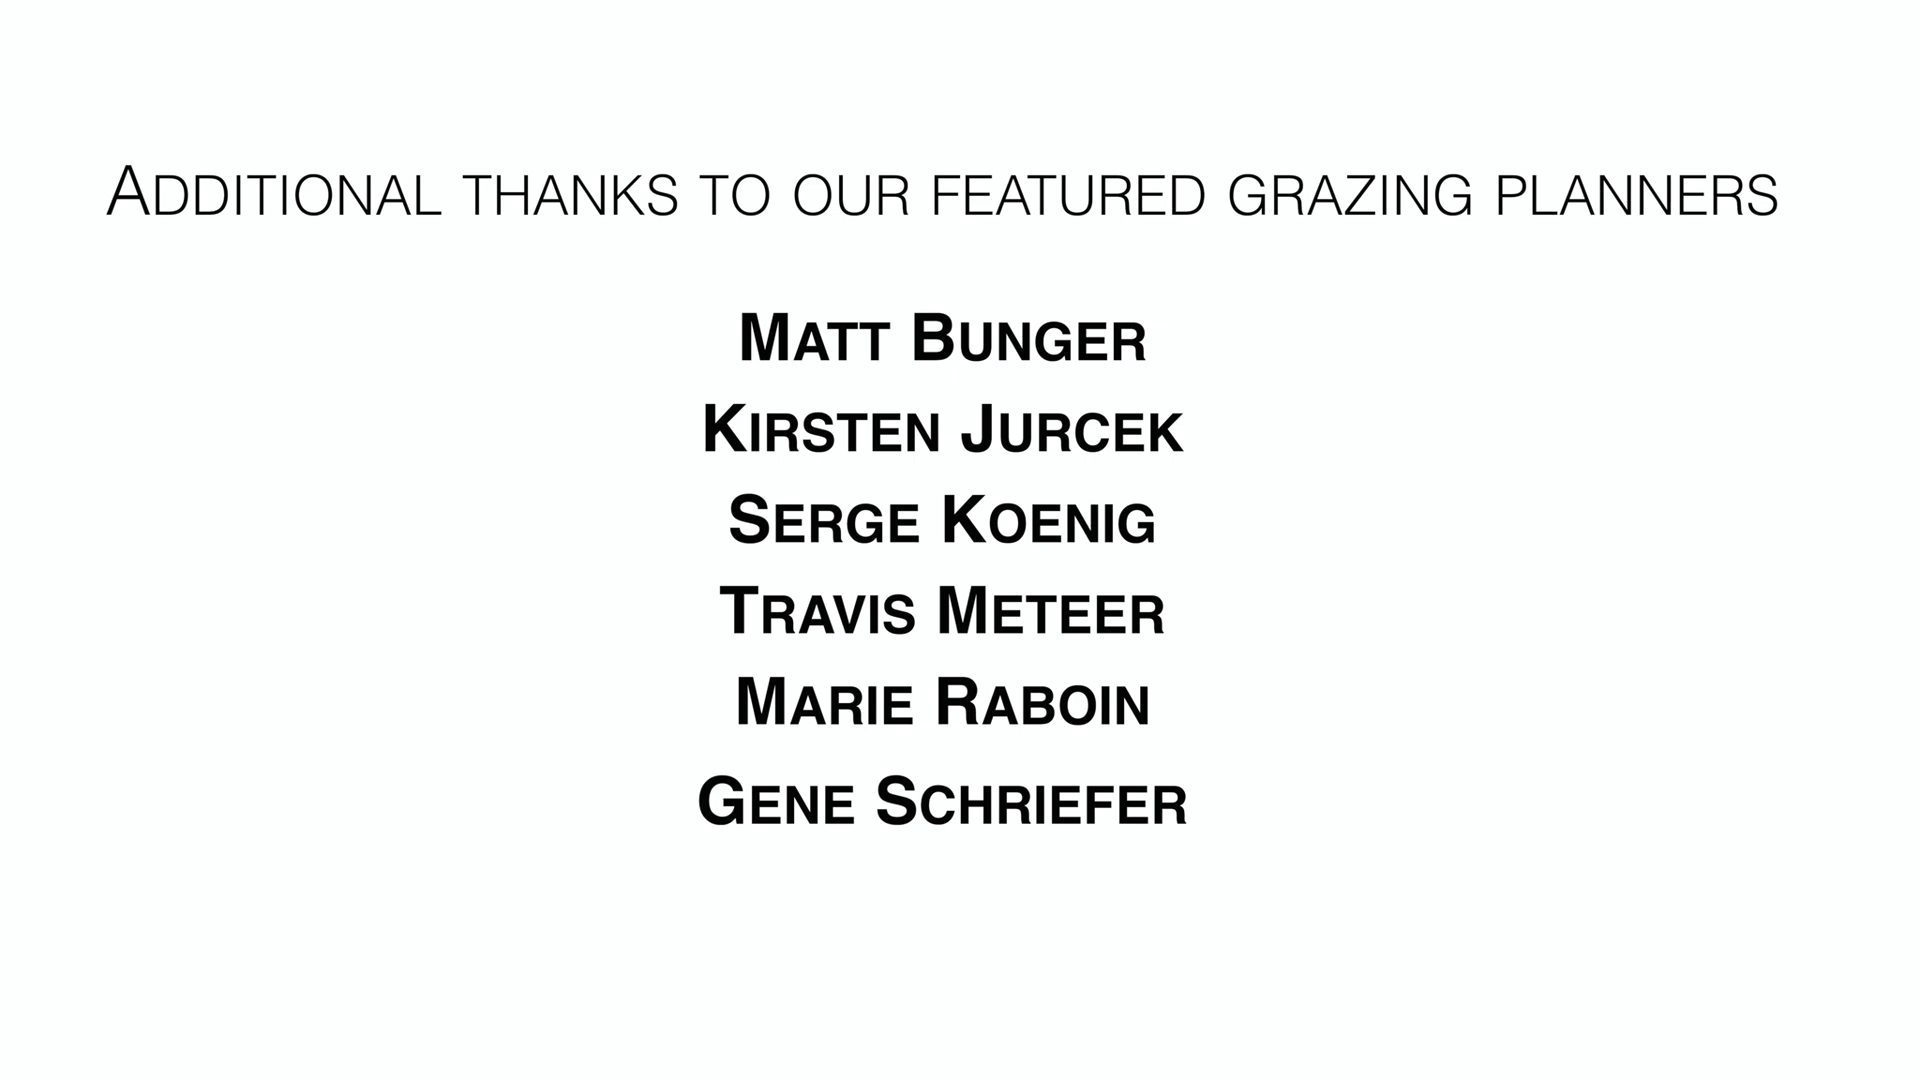 Additional thanks to our featured grazing planners
Matt Bunger
Kirsten Jurcek
Serge Koenig
Travis Meteer
Marie Raboin
Gene Schriefer